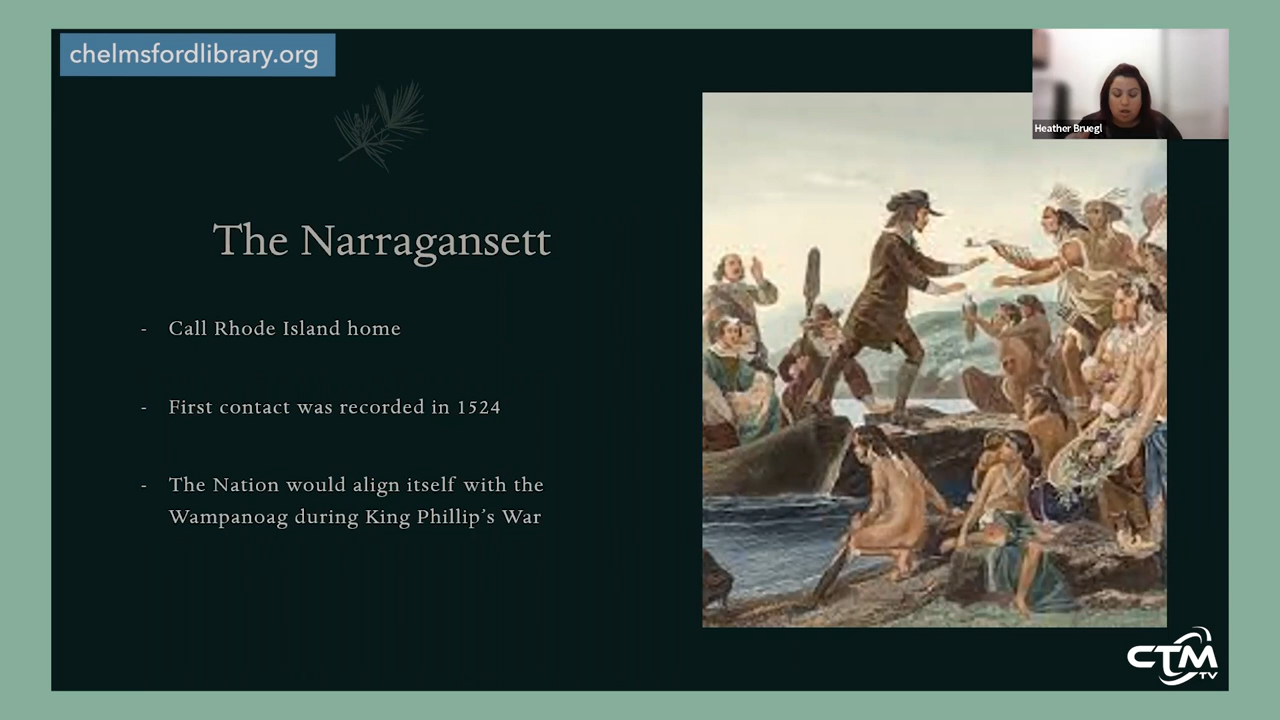 chelmsfordlibrary.org
Heather Bruegl
The Narragansett
- Call Rhode Island home
- First contact was recorded in 1524
- The Nation would align itself with the
Wampanoag during King Phillip’s War
CTM
TV